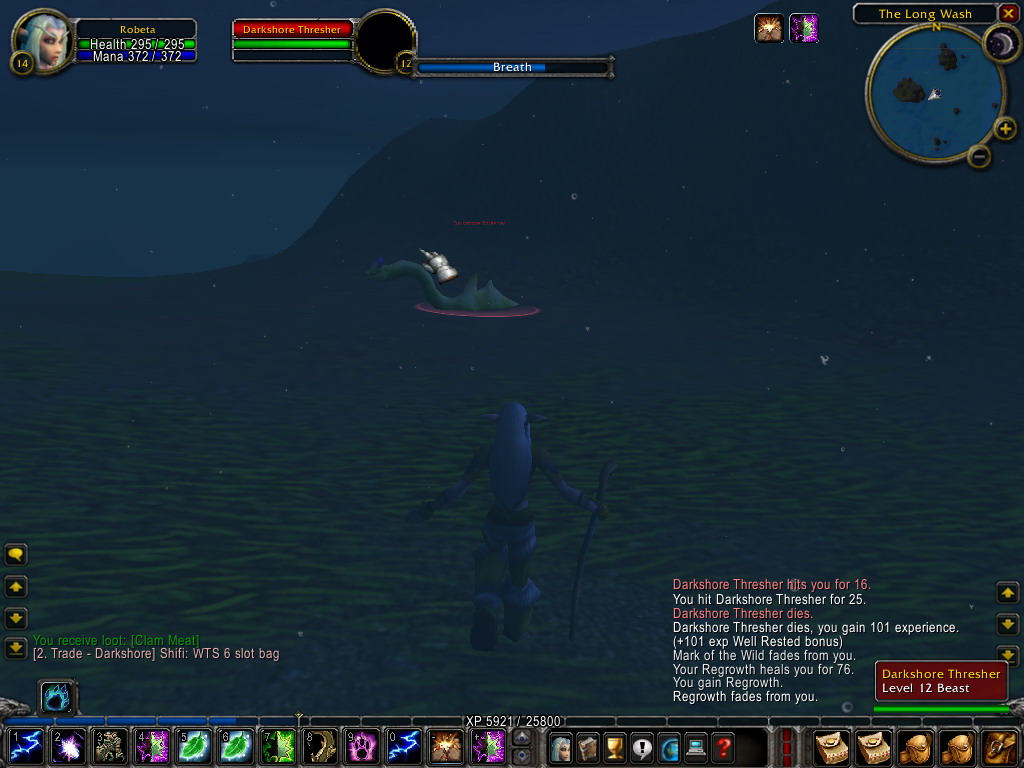 Robeta
Health 295 / 295
Mana 372 / 372
14
Darkshore Thresher
12
Breath
The Long Wash
N
Darkshore Thresher
Darkshore Thresher hits you for 16.
You hit Darkshore Thresher for 25.
Darkshore Thresher dies.
Darkshore Thresher dies, you gain 101 experience.
(+101 exp Well Rested bonus)
Mark of the Wild fades from you.
Your Regrowth heals you for 76.
You gain Regrowth.
Regrowth fades from you.
You receive loot: [Clam Meat]
[2. Trade - Darkshore] Shifi: WTS 6 slot bag
Darkshore Thresher
Level 12 Beast
XP 5921 / 25800
1 2 3 4 5 6 7 8 9 0 - +